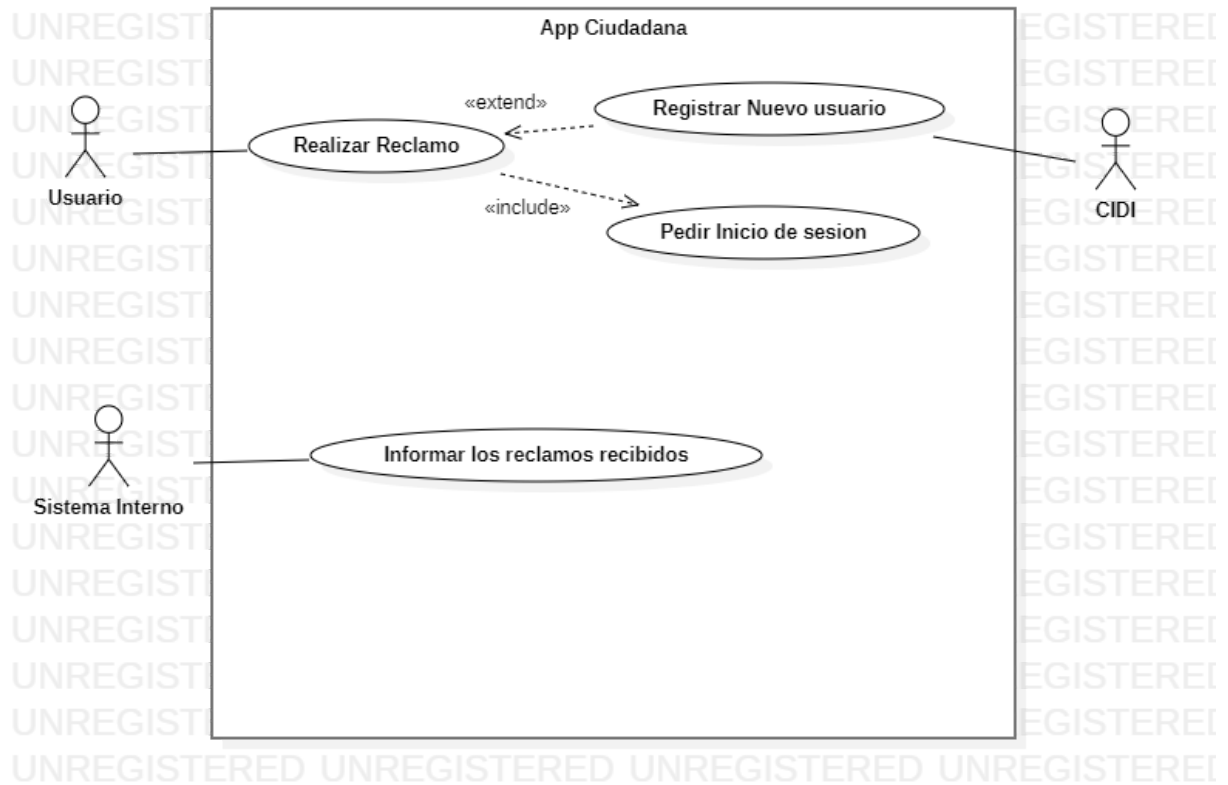 App Ciudadana
«extend»
Registrar Nuevo usuario
Realizar Reclamo
Usuario
«include»
CIDI
Pedir Inicio de sesion
Informar los reclamos recibidos
Sistema Interno
UNREGISTERED UNREGISTERED UNREGISTERED UNREGISTERED